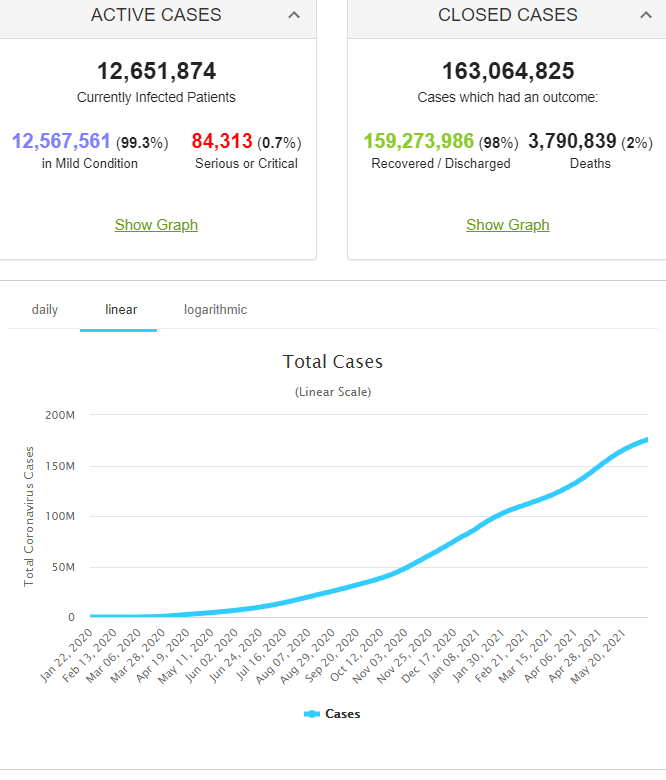 ACTIVE CASES
12,651,874
Currently Infected Patients
12,567,561 (99.3%)
in Mild Condition
84,313 (0.7%)
Serious or Critical
Show Graph
CLOSED CASES
163,064,825
Cases which had an outcome:
159,273,986 (98%)
Recovered / Discharged
3,790,839 (2%)
Deaths
Show Graph
daily
linear
logarithmic
Total Cases
(Linear Scale)
Total Coronavirus Cases
200M
150M
100M
50M
0
Jan 22, 2020
Feb 13, 2020
Mar 06, 2020
Mar 28, 2020
Apr 19, 2020
May 11, 2020
Jun 02, 2020
Jun 24, 2020
Jul 16, 2020
Aug 07, 2020
Aug 29, 2020
Sep 20, 2020
Oct 12, 2020
Nov 03, 2020
Nov 25, 2020
Dec 17, 2020
Jan 08, 2021
Jan 30, 2021
Feb 21, 2021
Mar 15, 2021
Apr 06, 2021
Apr 28, 2021
May 20, 2021
Cases